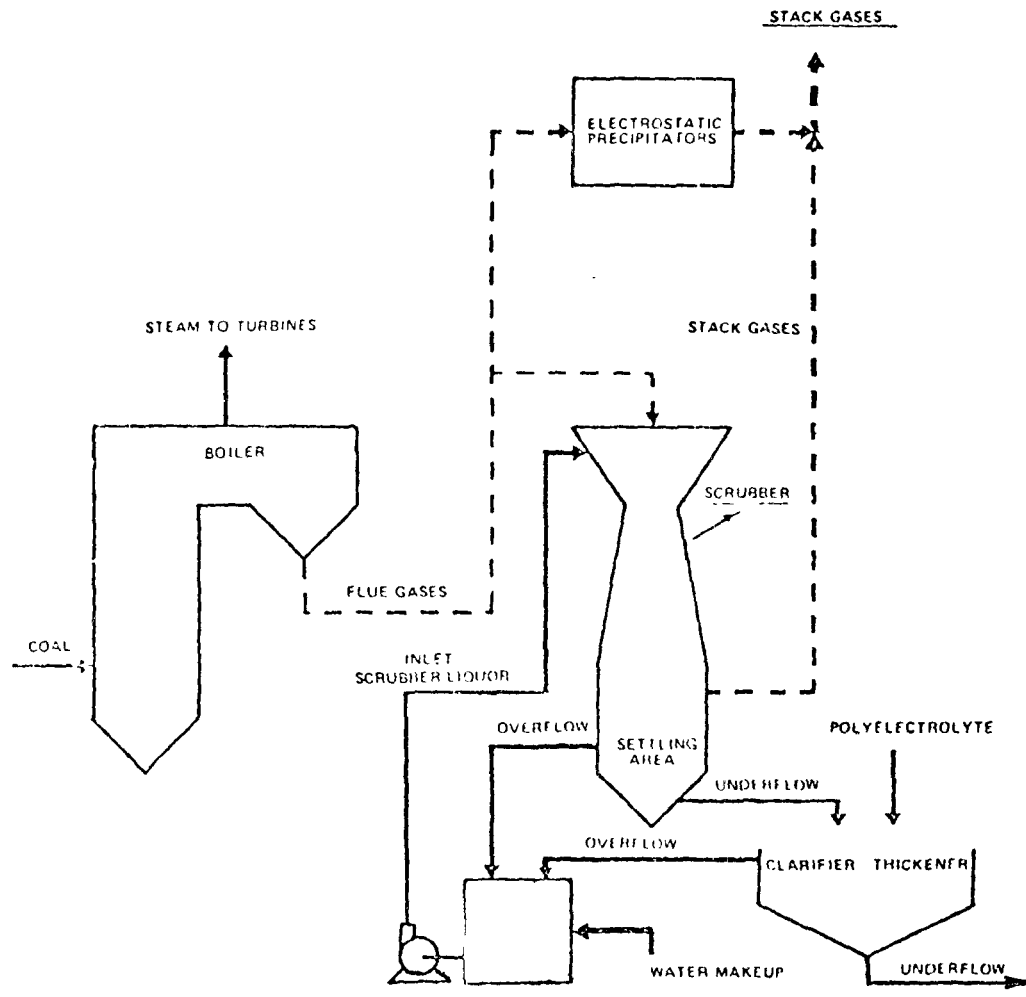 STACK GASES
ELECTROSTATIC
PRECIPITATORS
STEAM TO TURBINES
STACK GASES
BOILER
SCRUBBER
FLUE GASES
COAL
INLET
SCRUBBER LIQUOR
OVERFLOW
SETTLING
AREA
POLYELECTROLYTE
UNDERFLOW
OVERFLOW
CLARIFIER THICKENER
WATER MAKEUP
UNDERFLOW